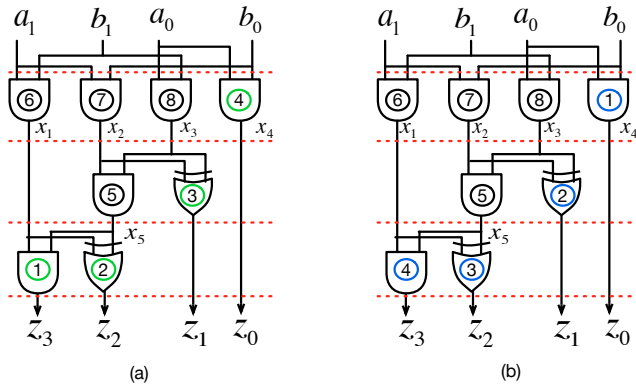 a1 b1 a0 b0 a1 b1 a0 b0
6 7 8 4 6 7 8 1
x1 x2 x3 x4 x1 x2 x3 x4
5 3 5 2
x5 x5
1 2 4 3
z3 z2 z1 z0 z3 z2 z1 z0
(a) (b)